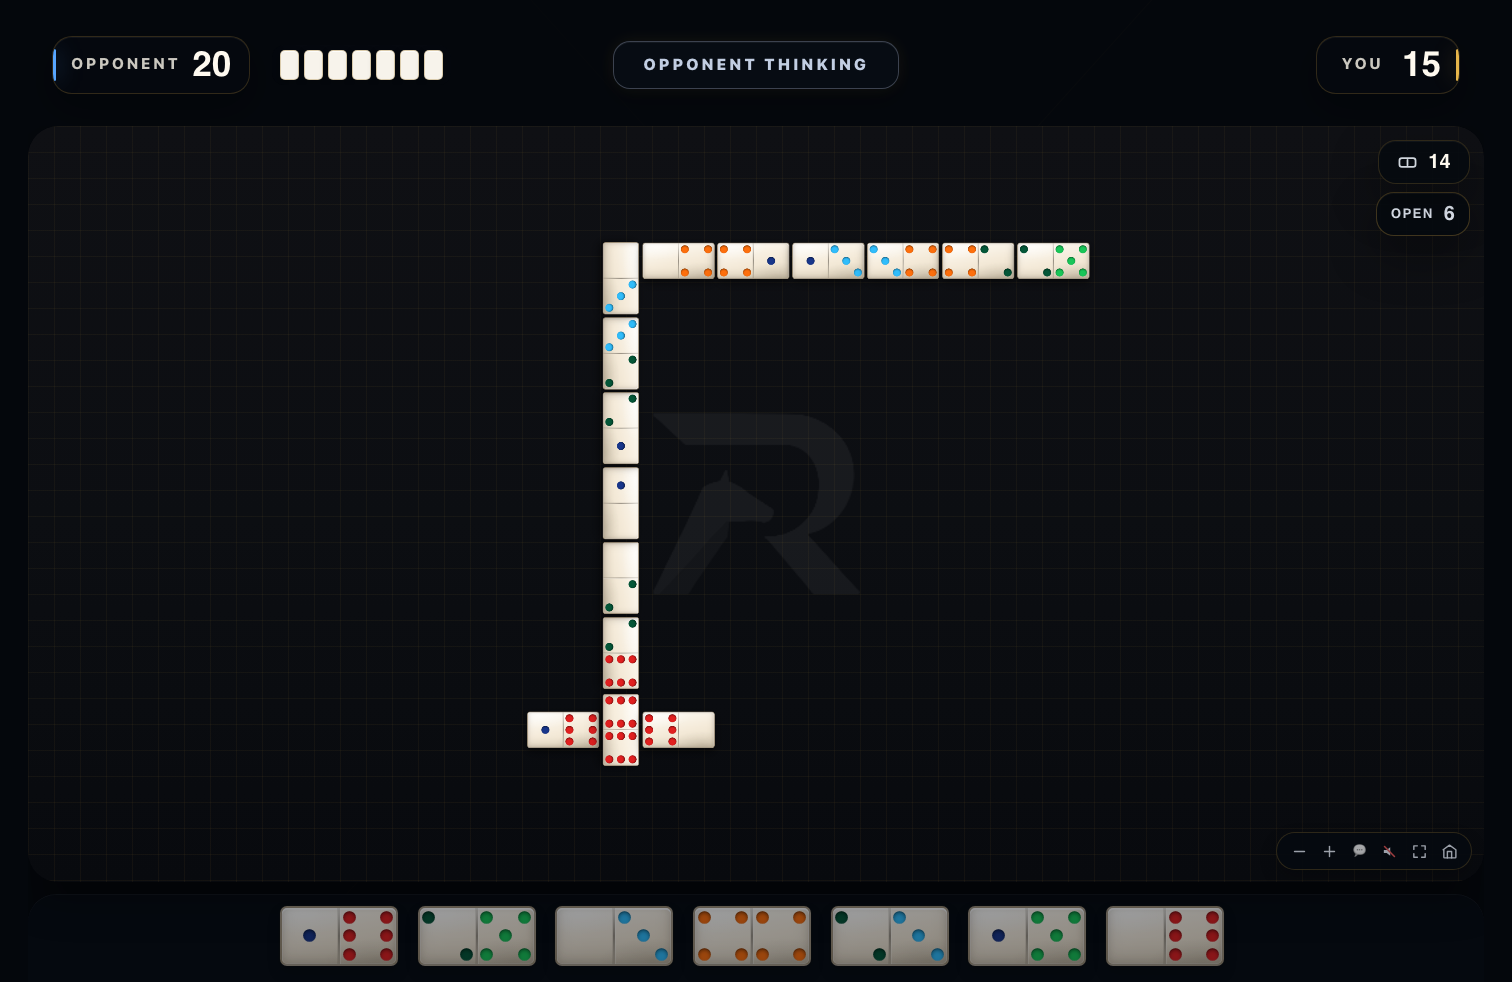 OPPONENT 20
OPPONENT THINKING
YOU 15
14
OPEN 6
R